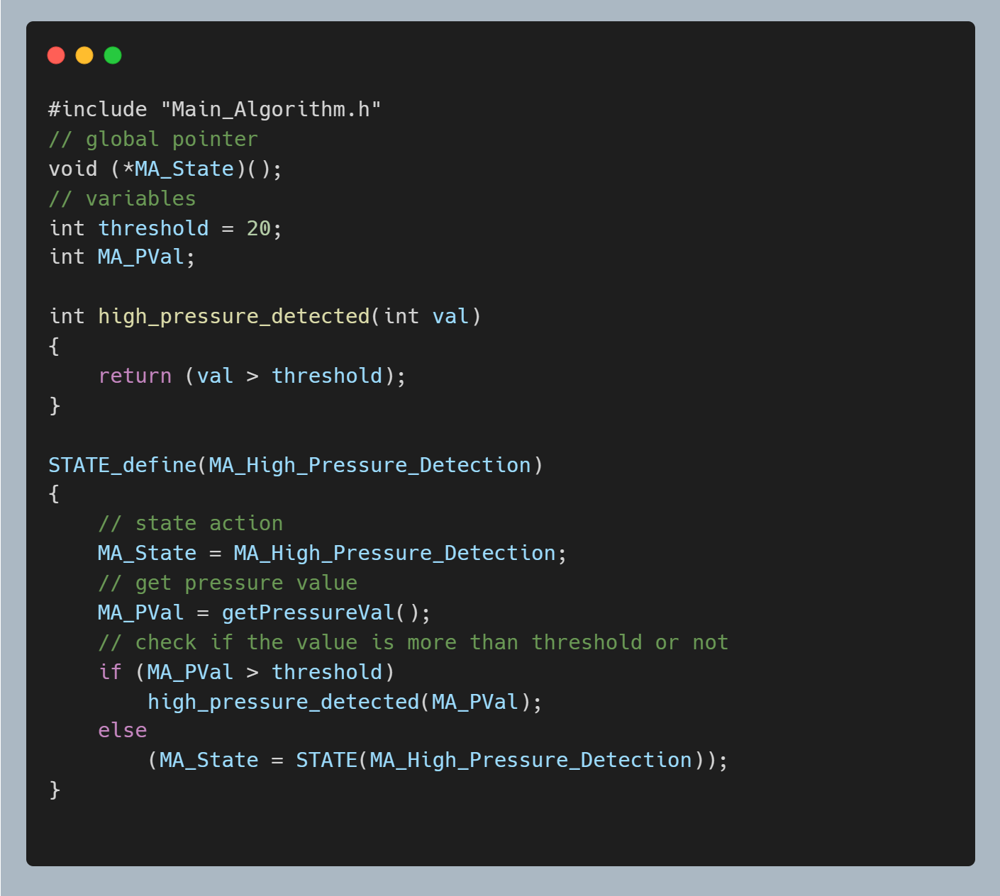 #include "Main_Algorithm.h"
// global pointer
void (*MA_State)();
// variables
int threshold = 20;
int MA_PVal;

int high_pressure_detected(int val)
{
    return (val > threshold);
}

STATE_define(MA_High_Pressure_Detection)
{
    // state action
    MA_State = MA_High_Pressure_Detection;
    // get pressure value
    MA_PVal = getPressureVal();
    // check if the value is more than threshold or not
    if (MA_PVal > threshold)
        high_pressure_detected(MA_PVal);
    else
        (MA_State = STATE(MA_High_Pressure_Detection));
}